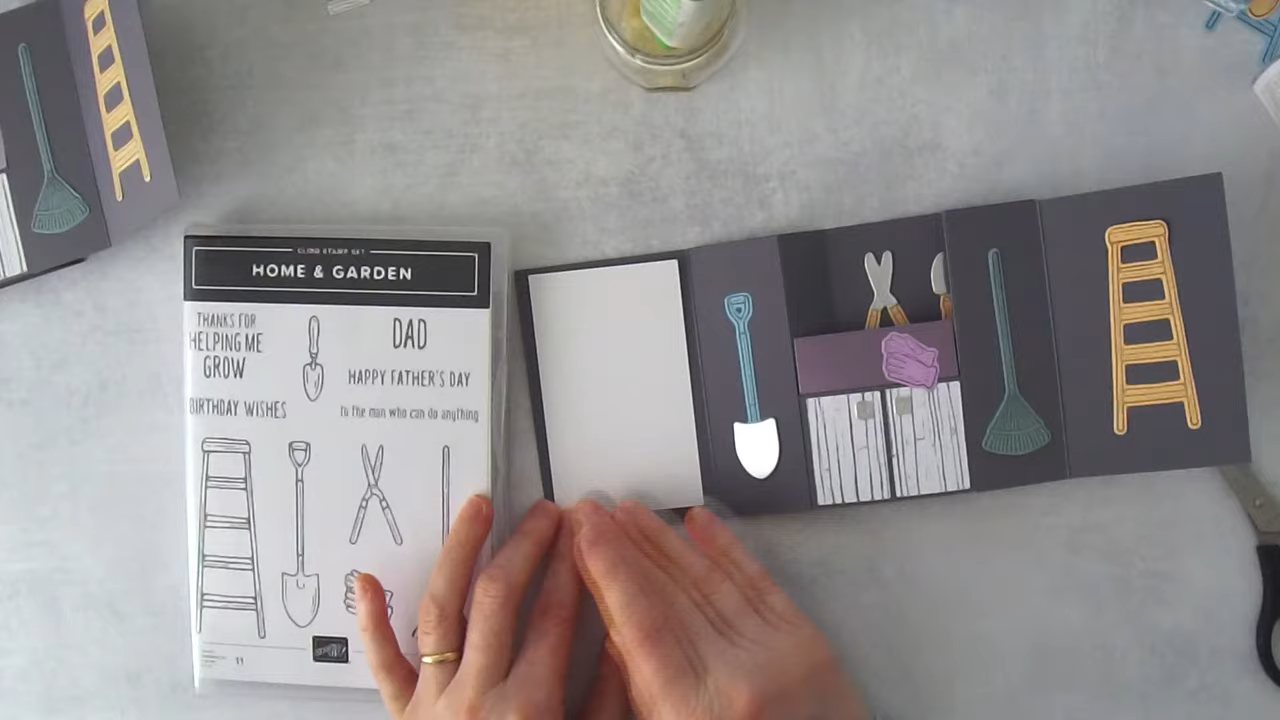 CLING STAMP SET
HOME & GARDEN
THANKS FOR
HELPING ME
GROW
DAD
HAPPY FATHER'S DAY
BIRTHDAY WISHES
to the man who can do anything
11